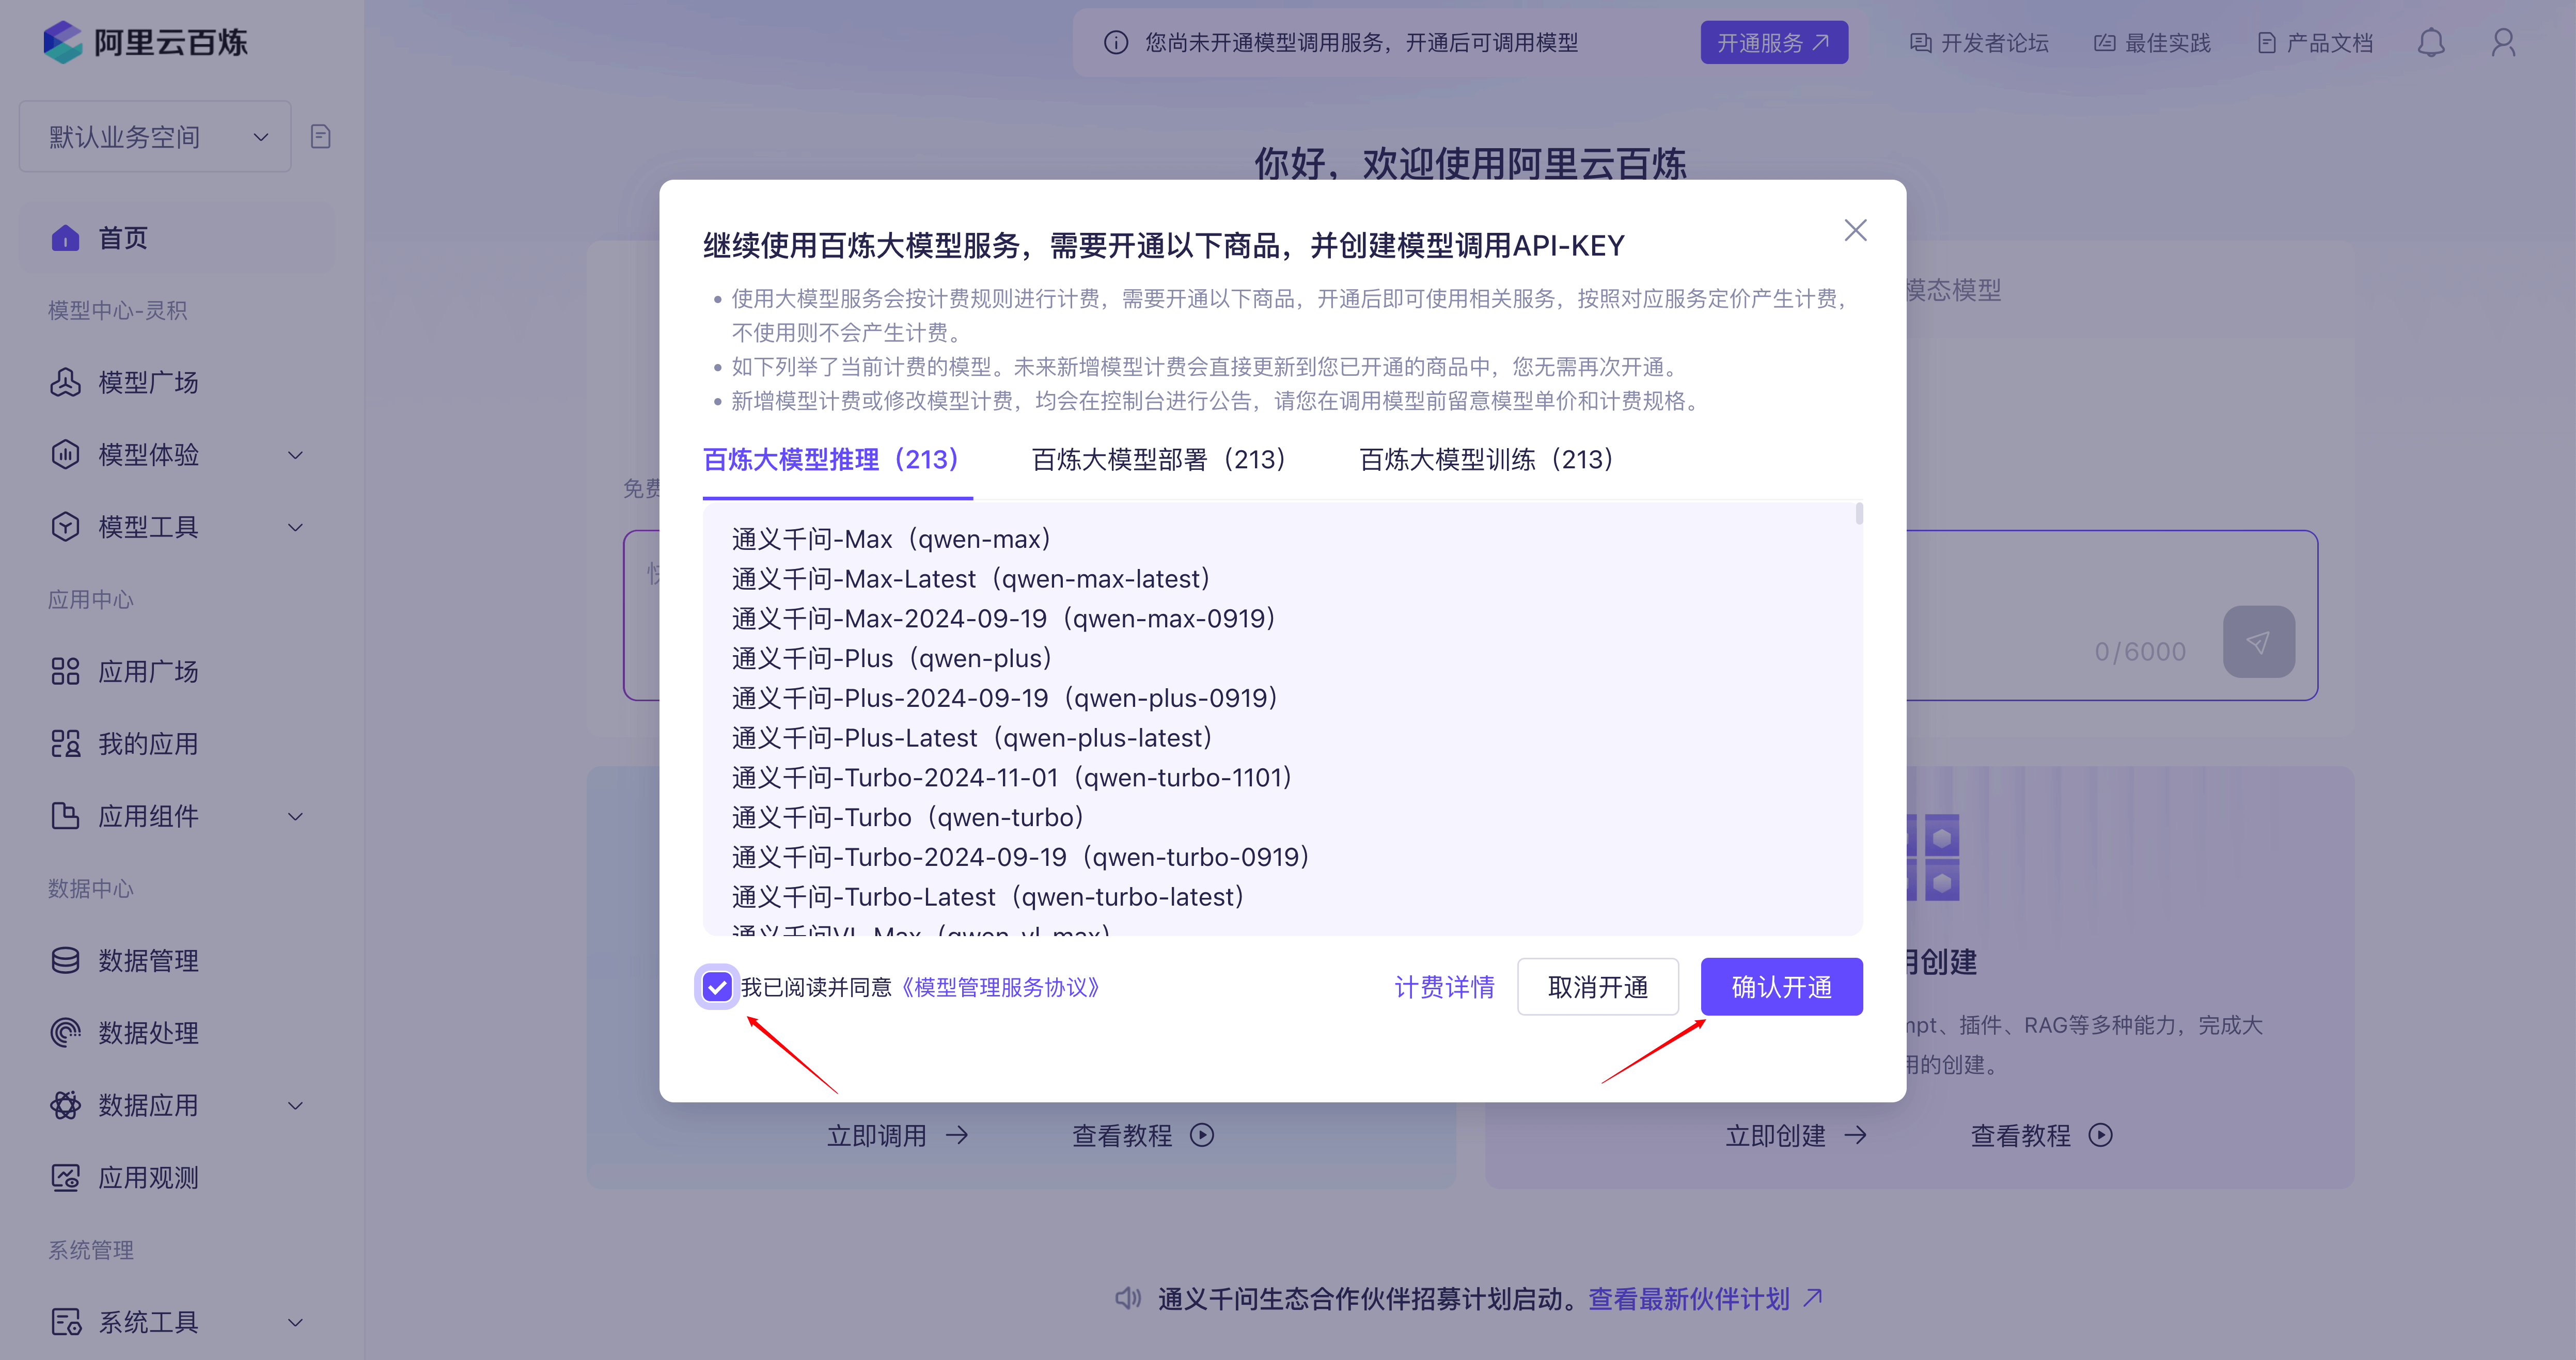 阿里云百炼
您尚未开通模型调用服务，开通后可调用模型
开通服务
开发者论坛
最佳实践
产品文档
默认业务空间
首页
模型中心-灵积
模型广场
模型体验
模型工具
应用中心
应用广场
我的应用
应用组件
数据中心
数据管理
数据处理
数据应用
应用观测
系统管理
系统工具
你好，欢迎使用阿里云百炼
继续使用百炼大模型服务，需要开通以下商品，并创建模型调用API-KEY
使用大模型服务会按计费规则进行计费，需要开通以下商品，开通后即可使用相关服务，按照对应服务定价产生计费，
不使用则不会产生计费。
如下列举了当前计费的模型。未来新增模型计费会直接更新到您已开通的商品中，您无需再次开通。
新增模型计费或修改模型计费，均会在控制台进行公告，请您在调用模型前留意模型单价和计费规格。
百炼大模型推理（213）
百炼大模型部署（213）
百炼大模型训练（213）
通义千问-Max（qwen-max）
通义千问-Max-Latest（qwen-max-latest）
通义千问-Max-2024-09-19（qwen-max-0919）
通义千问-Plus（qwen-plus）
通义千问-Plus-2024-09-19（qwen-plus-0919）
通义千问-Plus-Latest（qwen-plus-latest）
通义千问-Turbo-2024-11-01（qwen-turbo-1101）
通义千问-Turbo（qwen-turbo）
通义千问-Turbo-2024-09-19（qwen-turbo-0919）
通义千问-Turbo-Latest（qwen-turbo-latest）
通义千问VL-Max（qwen-vl-max）
我已阅读并同意《模型管理服务协议》
计费详情
取消开通
确认开通
模态模型
免费
0/6000
用创建
mpt、插件、RAG等多种能力，完成大
用的创建。
立即调用
查看教程
立即创建
查看教程
通义千问生态合作伙伴招募计划启动。查看最新伙伴计划